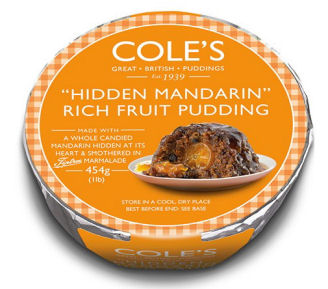 COLE'S
GREAT • BRITISH • PUDDINGS
Est. 1939
"HIDDEN MANDARIN"
RICH FRUIT PUDDING
MADE WITH
A WHOLE CANDIED
MANDARIN HIDDEN AT ITS
HEART & SMOTHERED IN
MARMALADE
454g
(1lb)
STORE IN A COOL, DRY PLACE
BEST BEFORE END: SEE BASE
COLE'S